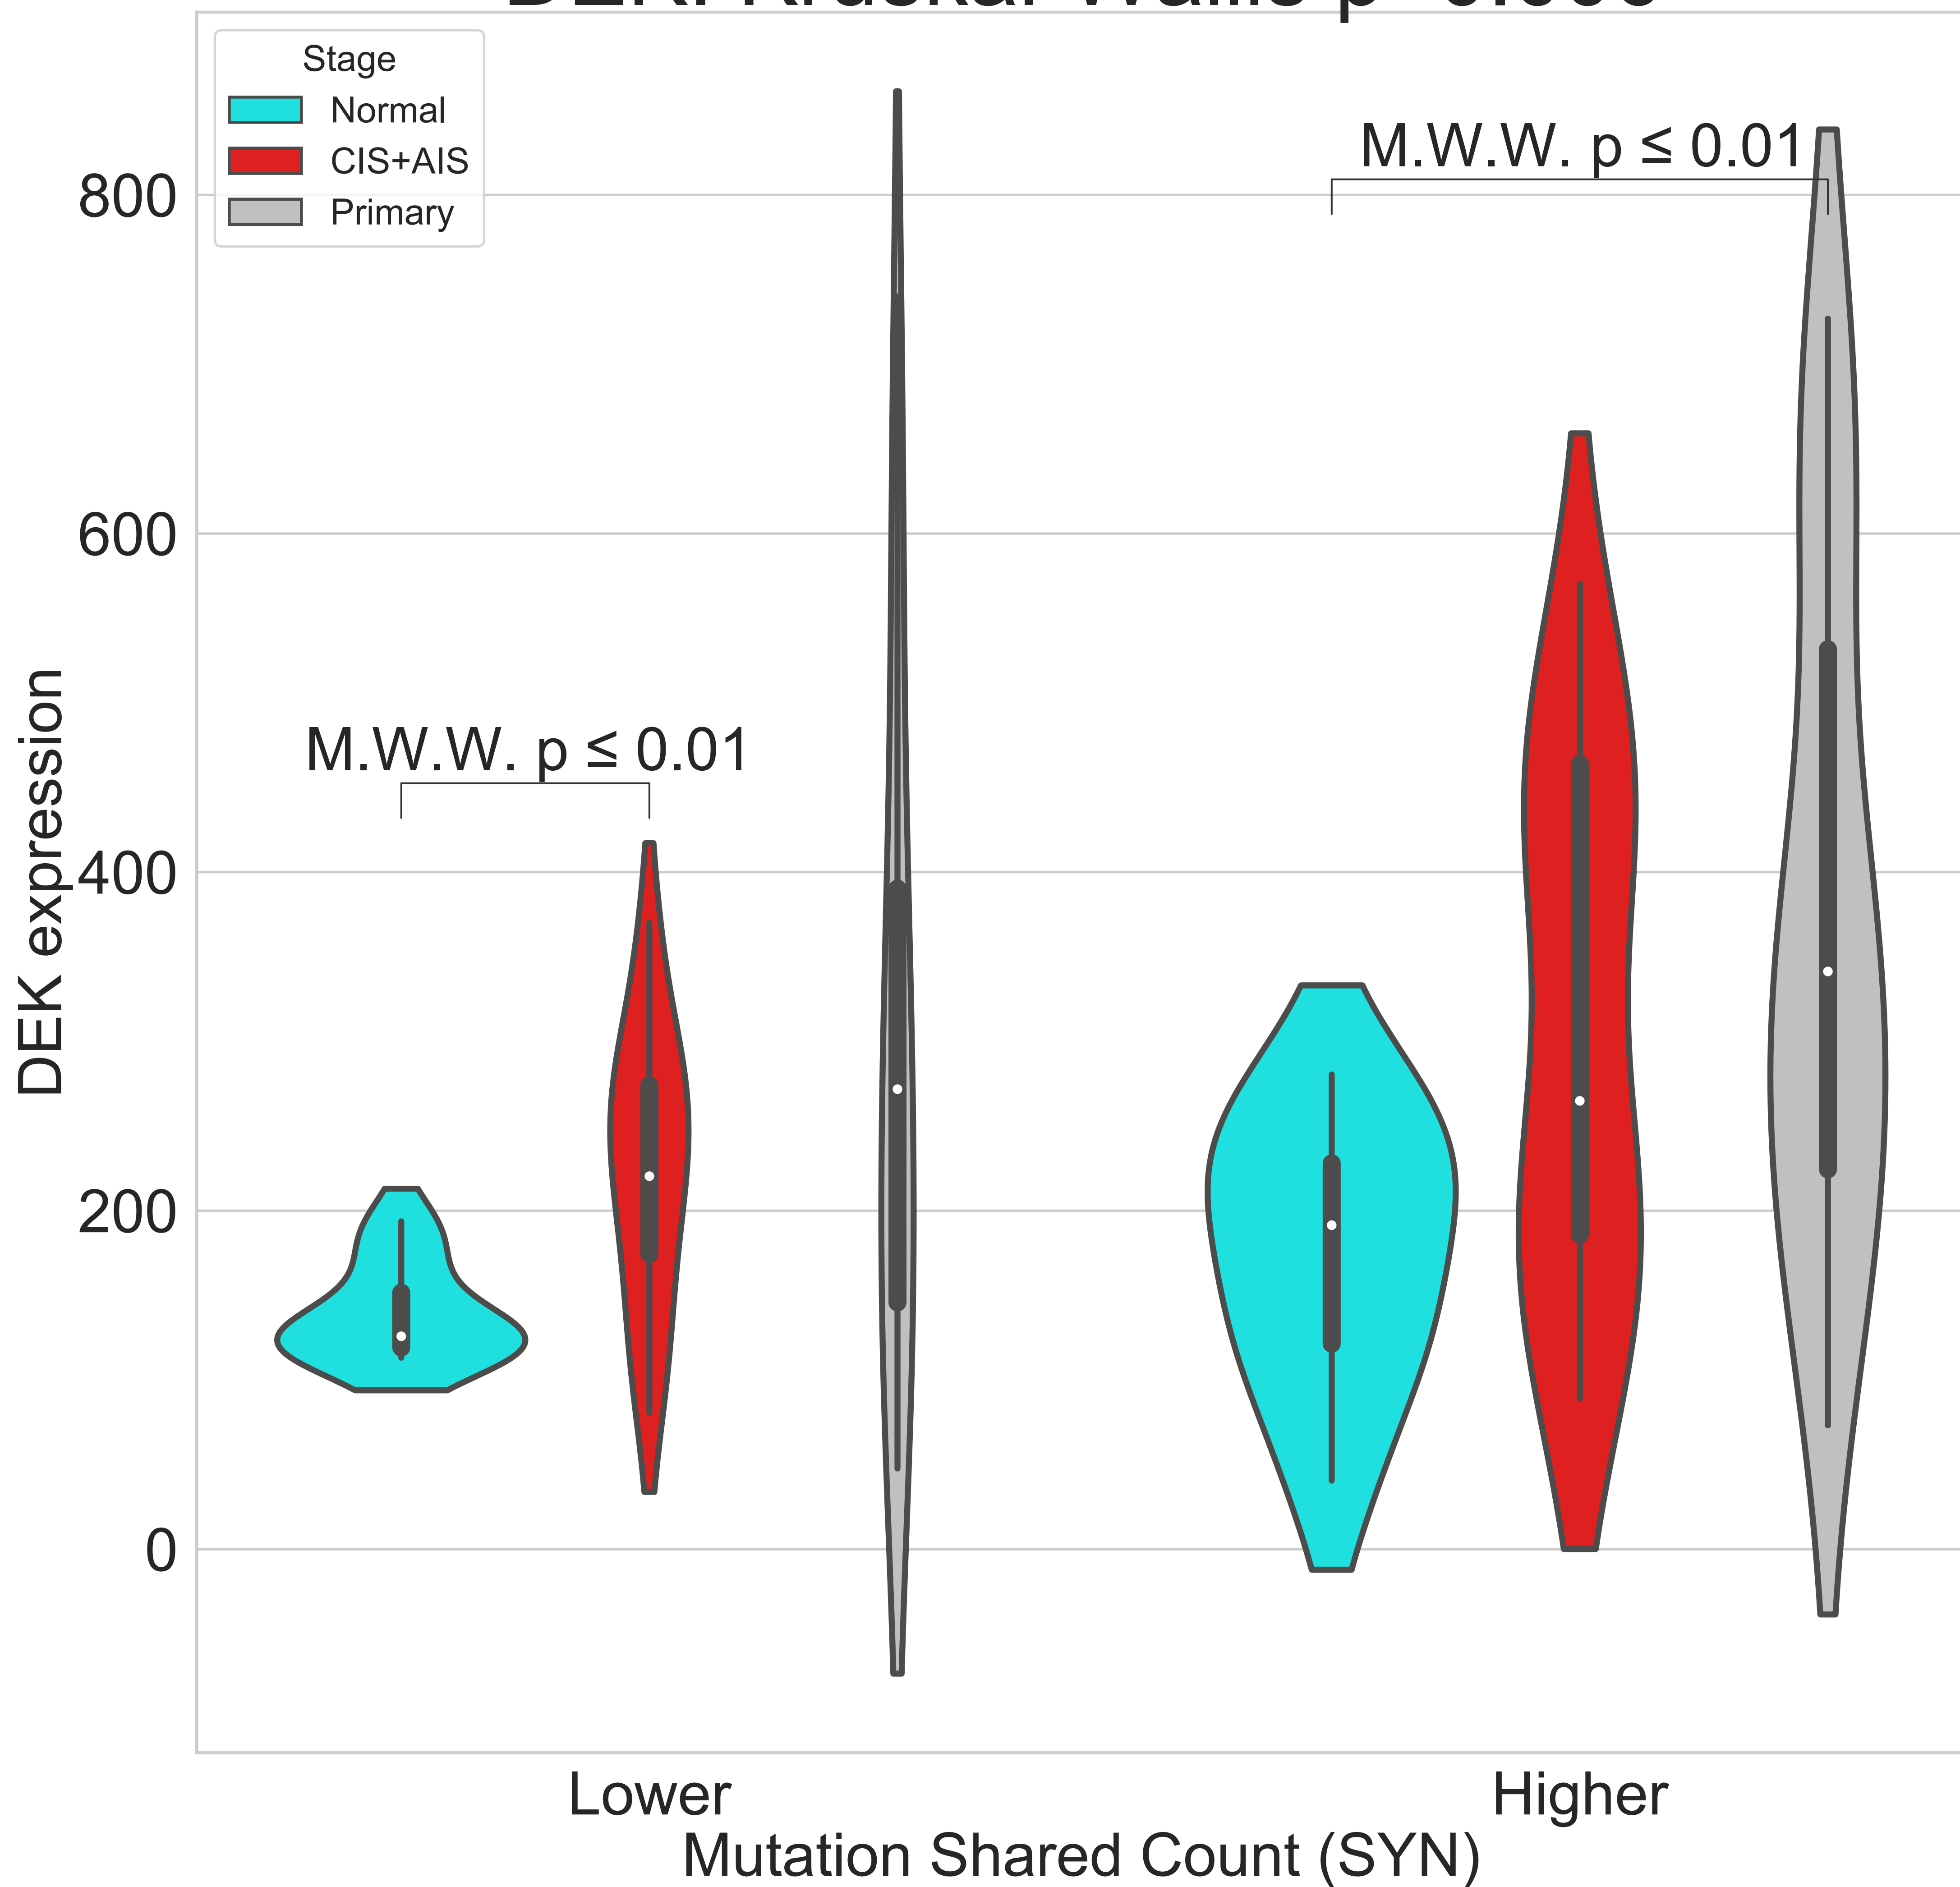 Stage
Normal
CIS+AIS
Primary
M.W.W. p ≤ 0.01
M.W.W. p ≤ 0.01
800
600
400
200
0
DEK expression
Lower
Higher
Mutation Shared Count (SYN)